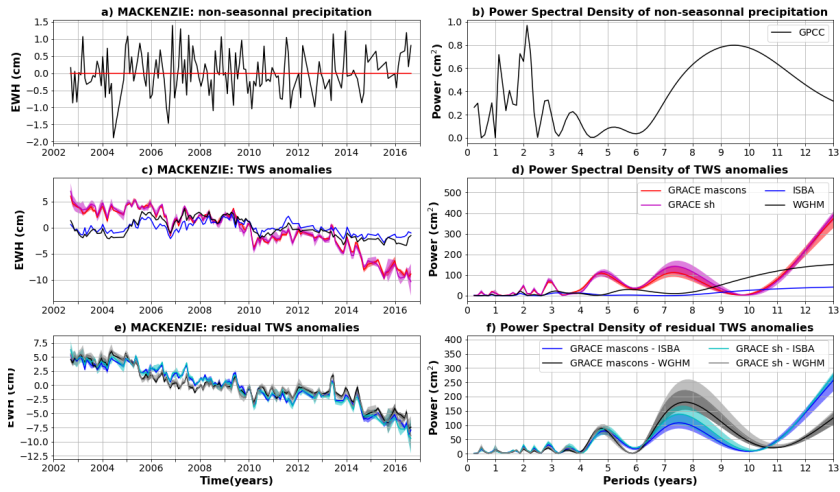 a) MACKENZIE: non-seasonnal precipitation
EWH (cm)
1.5
1.0
0.5
0.0
−0.5
−1.0
−1.5
−2.0
2002 2004 2006 2008 2010 2012 2014 2016
b) Power Spectral Density of non-seasonnal precipitation
Power (cm²)
1.0
0.8
0.6
0.4
0.2
0.0
GPCC
0 1 2 3 4 5 6 7 8 9 10 11 12 13
c) MACKENZIE: TWS anomalies
EWH (cm)
5
0
−5
−10
2002 2004 2006 2008 2010 2012 2014 2016
d) Power Spectral Density of TWS anomalies
Power (cm²)
500
400
300
200
100
0
GRACE mascons
GRACE sh
ISBA
WGHM
0 1 2 3 4 5 6 7 8 9 10 11 12 13
e) MACKENZIE: residual TWS anomalies
EWH (cm)
7.5
5.0
2.5
0.0
−2.5
−5.0
−7.5
−10.0
−12.5
2002 2004 2006 2008 2010 2012 2014 2016
Time(years)
f) Power Spectral Density of residual TWS anomalies
Power (cm²)
400
350
300
250
200
150
100
50
0
GRACE mascons - ISBA
GRACE mascons - WGHM
GRACE sh - ISBA
GRACE sh - WGHM
0 1 2 3 4 5 6 7 8 9 10 11 12 13
Periods (years)